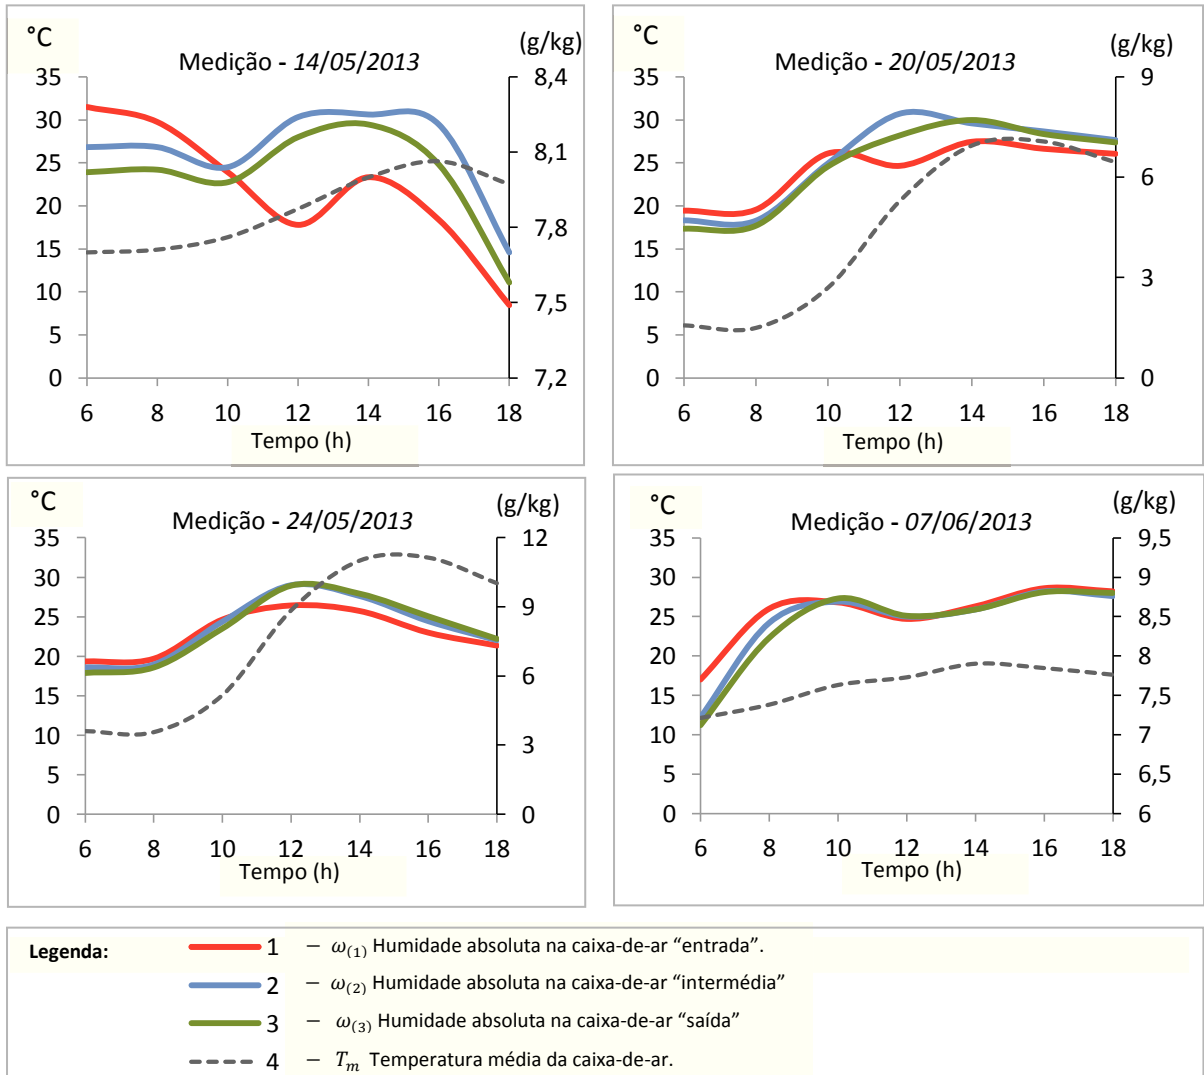 °C
(g/kg)
Medição - 14/05/2013
35
30
25
20
15
10
5
0
8,4
8,1
7,8
7,5
7,2
6 8 10 12 14 16 18
Tempo (h)
°C
(g/kg)
Medição - 20/05/2013
35
30
25
20
15
10
5
0
9
6
3
0
6 8 10 12 14 16 18
Tempo (h)
°C
(g/kg)
Medição - 24/05/2013
35
30
25
20
15
10
5
0
12
9
6
3
0
6 8 10 12 14 16 18
Tempo (h)
°C
(g/kg)
Medição - 07/06/2013
35
30
25
20
15
10
5
0
9,5
9
8,5
8
7,5
7
6,5
6
6 8 10 12 14 16 18
Tempo (h)
Legenda:
1 – ω(1) Humidade absoluta na caixa-de-ar “entrada”.
2 – ω(2) Humidade absoluta na caixa-de-ar “intermédia”
3 – ω(3) Humidade absoluta na caixa-de-ar “saída”
4 – Tm Temperatura média da caixa-de-ar.